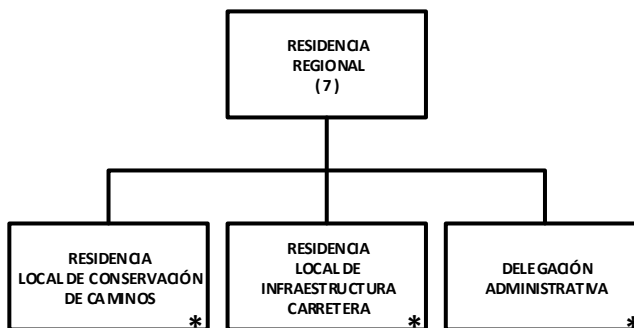 RESIDENCIA
REGIONAL
( 7 )
RESIDENCIA
LOCAL DE CONSERVACIÓN
DE CAMINOS
*
RESIDENCIA
LOCAL DE
INFRAESTRUCTURA
CARRETERA
*
DELEGACIÓN
ADMINISTRATIVA
*